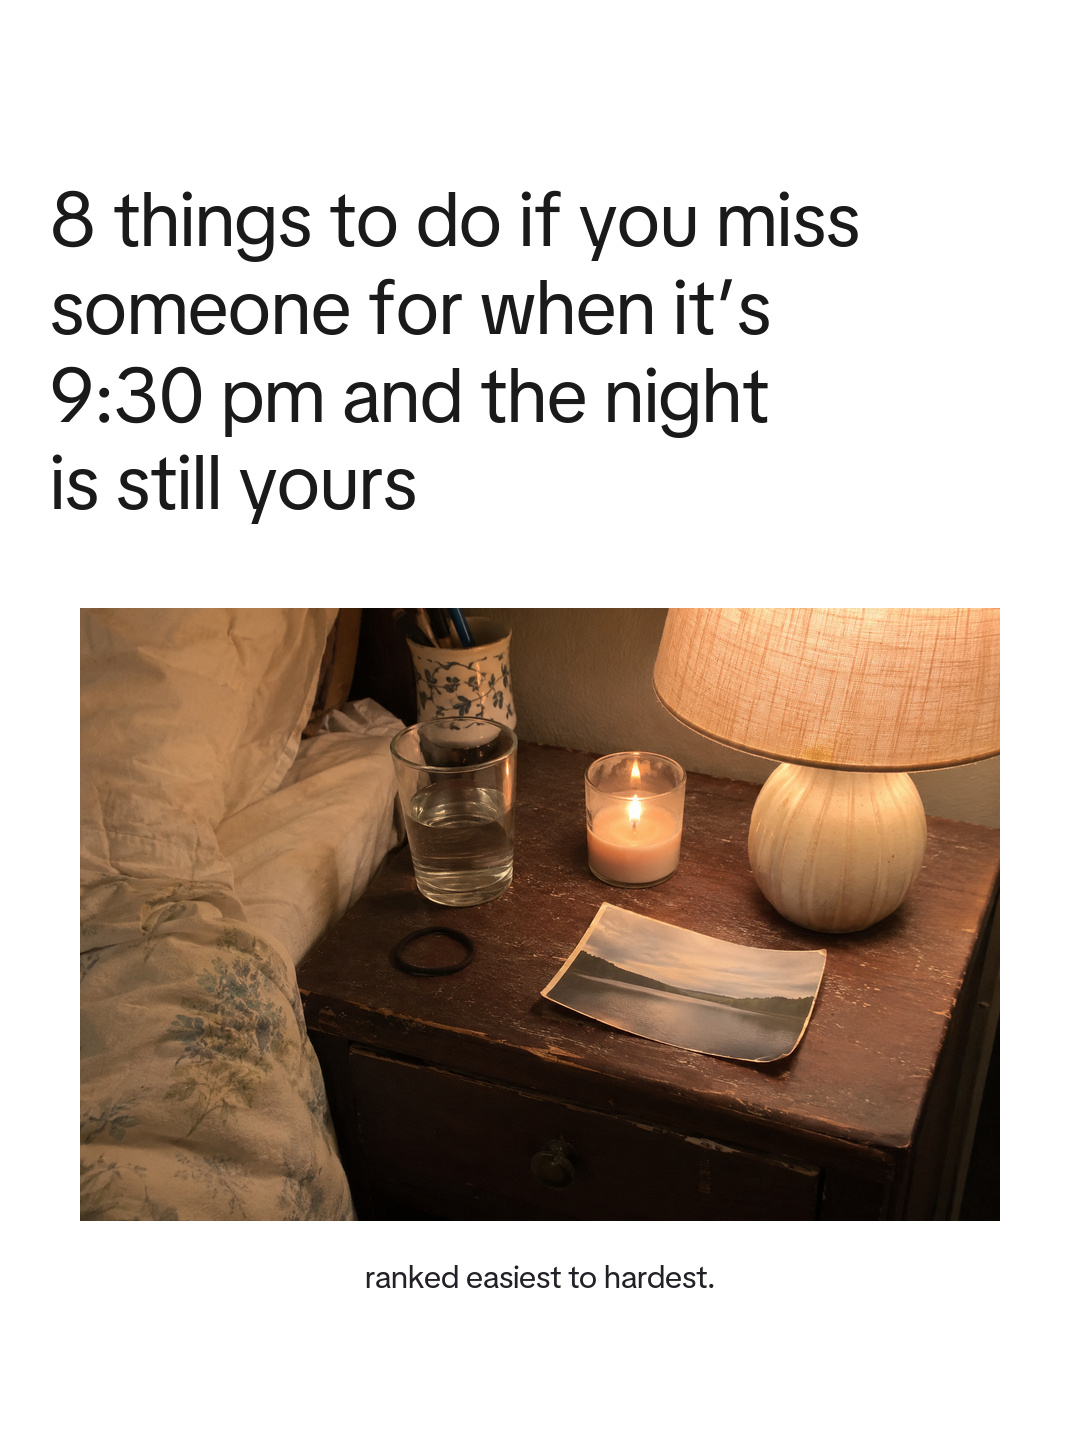 8 things to do if you miss
someone for when it’s
9:30 pm and the night
is still yours
ranked easiest to hardest.